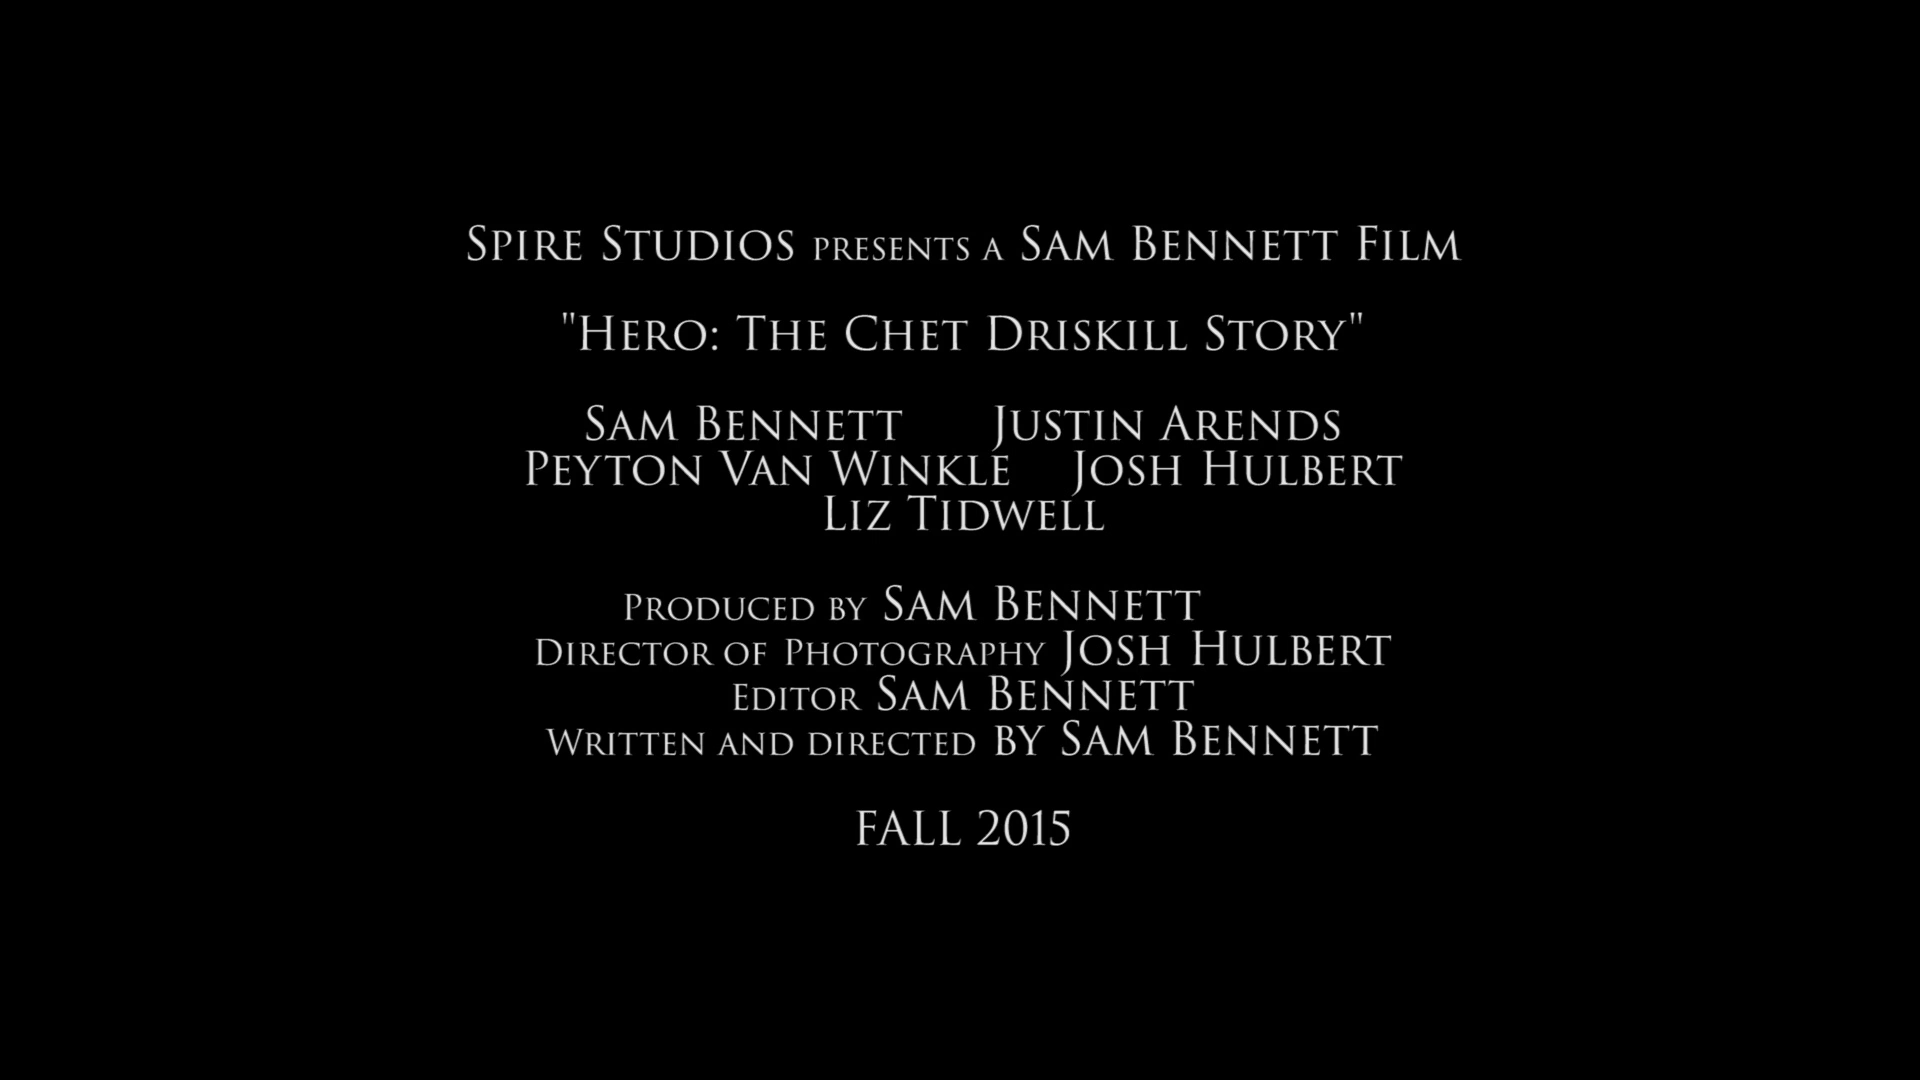 Spire Studios presents a Sam Bennett Film
"Hero: The Chet Driskill Story"
Sam Bennett Justin Arends
Peyton Van Winkle Josh Hulbert
Liz Tidwell
Produced by Sam Bennett
Director of Photography Josh Hulbert
Editor Sam Bennett
Written and directed by Sam Bennett
FALL 2015